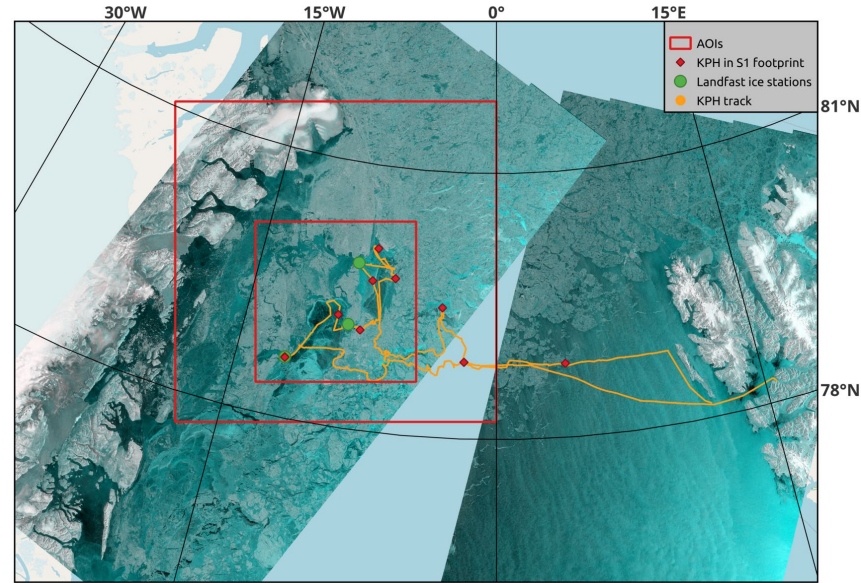 30°W 15°W 0° 15°E
AOIs
KPH in S1 footprint
Landfast ice stations
KPH track
81°N
78°N